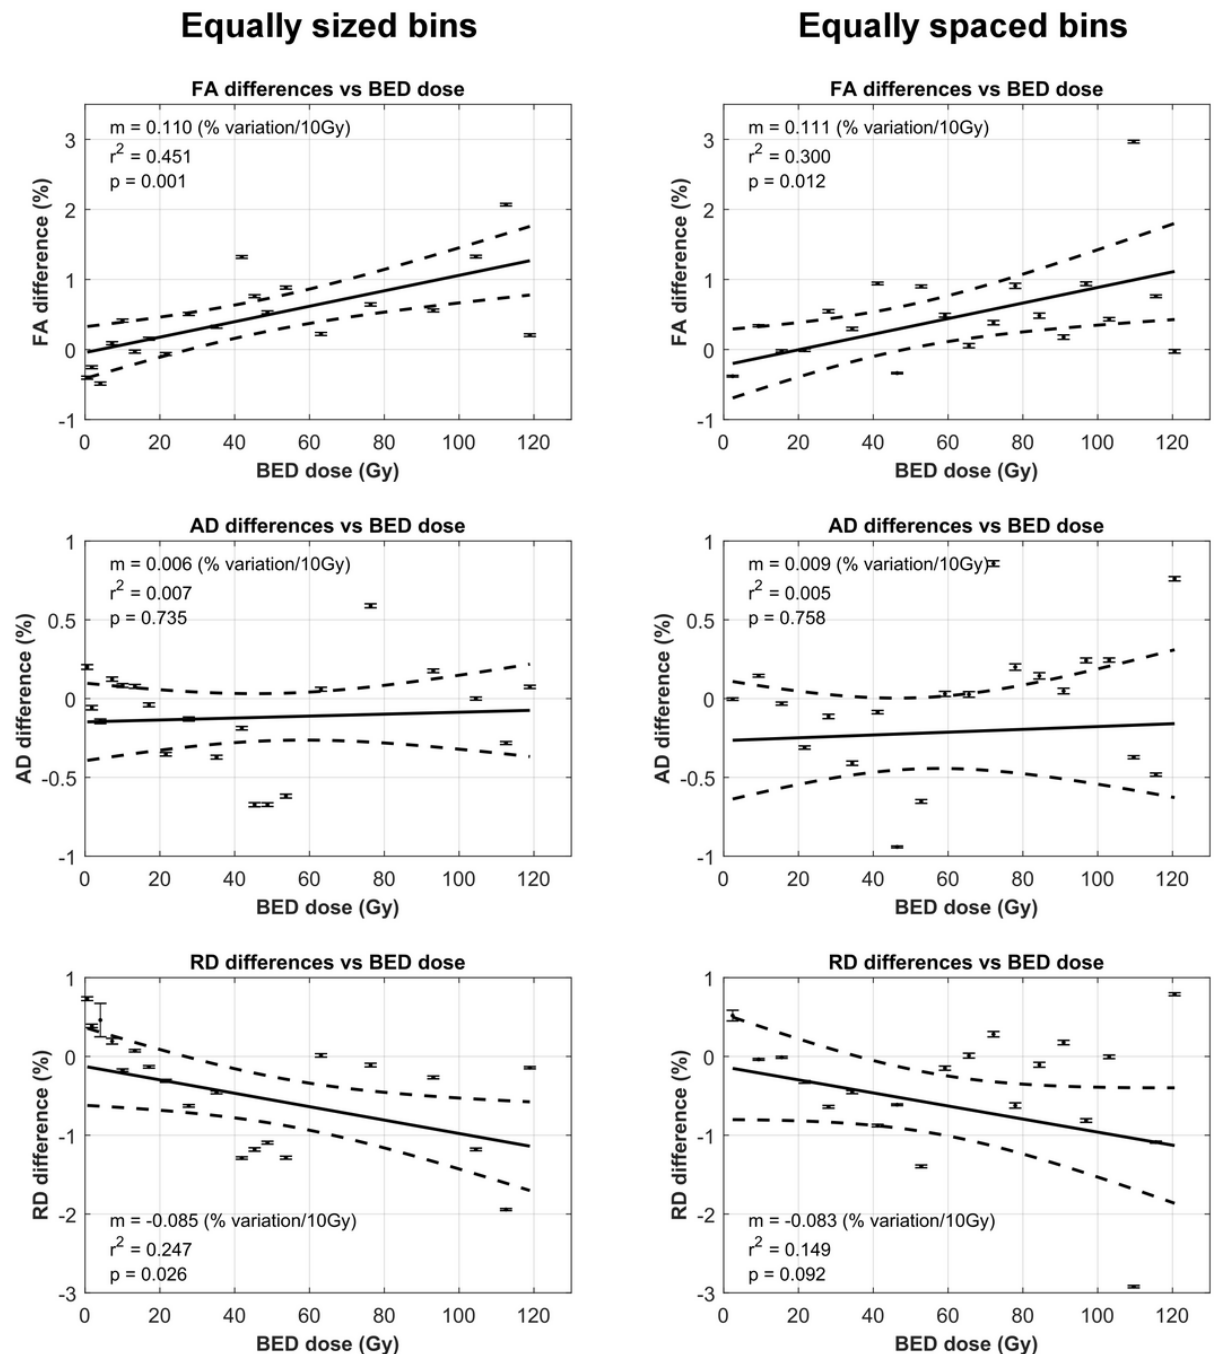 Equally sized bins
Equally spaced bins
FA differences vs BED dose
m = 0.110 (% variation/10Gy)
r² = 0.451
p = 0.001
3
2
1
0
-1
FA difference (%)
0 20 40 60 80 100 120
BED dose (Gy)
FA differences vs BED dose
m = 0.111 (% variation/10Gy)
r² = 0.300
p = 0.012
3
2
1
0
-1
FA difference (%)
0 20 40 60 80 100 120
BED dose (Gy)
AD differences vs BED dose
m = 0.006 (% variation/10Gy)
r² = 0.007
p = 0.735
1
0.5
0
-0.5
-1
AD difference (%)
0 20 40 60 80 100 120
BED dose (Gy)
AD differences vs BED dose
m = 0.009 (% variation/10Gy)
r² = 0.005
p = 0.758
1
0.5
0
-0.5
-1
AD difference (%)
0 20 40 60 80 100 120
BED dose (Gy)
RD differences vs BED dose
1
0
-1
-2
-3
RD difference (%)
m = -0.085 (% variation/10Gy)
r² = 0.247
p = 0.026
0 20 40 60 80 100 120
BED dose (Gy)
RD differences vs BED dose
1
0
-1
-2
-3
RD difference (%)
m = -0.083 (% variation/10Gy)
r² = 0.149
p = 0.092
0 20 40 60 80 100 120
BED dose (Gy)